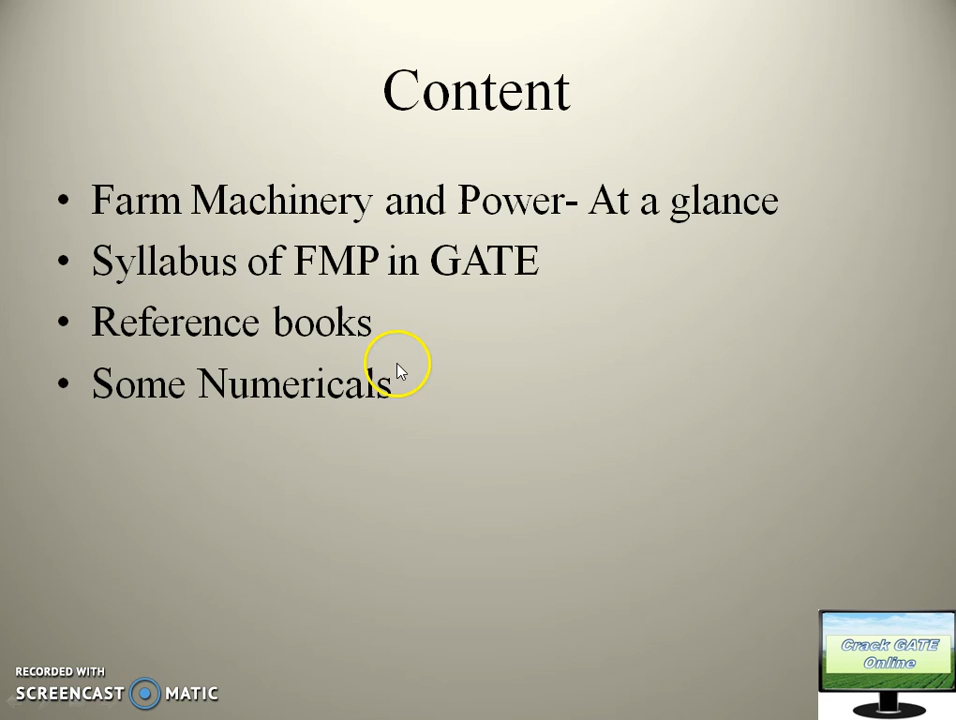 Content
• Farm Machinery and Power- At a glance
• Syllabus of FMP in GATE
• Reference books
• Some Numericals
RECORDED WITH
SCREENCAST MATIC
Crack GATE
Online